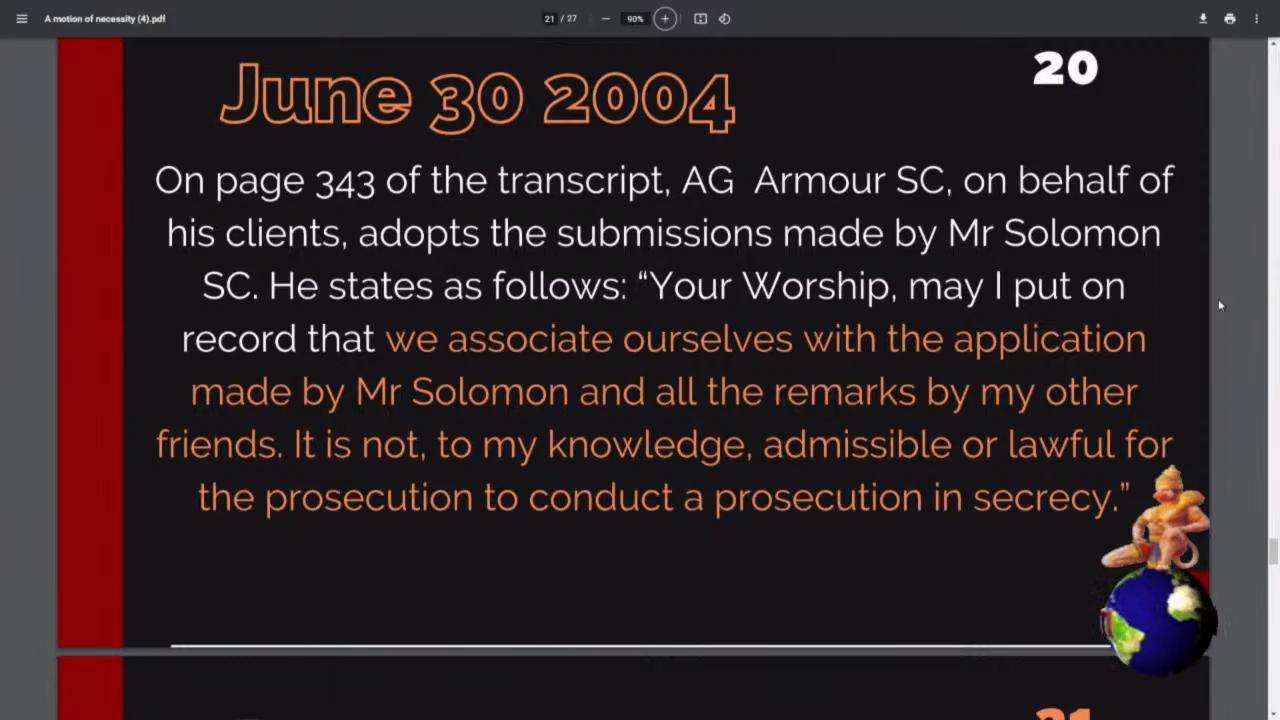 A motion of necessity (4).pdf
21 / 27
90%
June 30 2004
20
On page 343 of the transcript, AG Armour SC, on behalf of
his clients, adopts the submissions made by Mr Solomon
SC. He states as follows: “Your Worship, may I put on
record that we associate ourselves with the application
made by Mr Solomon and all the remarks by my other
friends. It is not, to my knowledge, admissible or lawful for
the prosecution to conduct a prosecution in secrecy.”
21